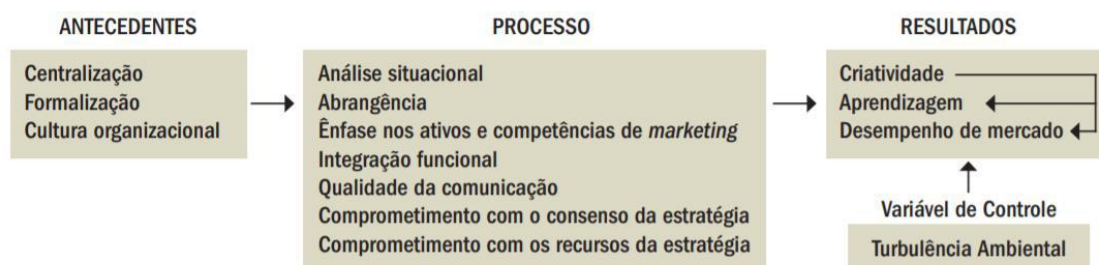 ANTECEDENTES
Centralização
Formalização
Cultura organizacional
PROCESSO
Análise situacional
Abrangência
Ênfase nos ativos e competências de marketing
Integração funcional
Qualidade da comunicação
Comprometimento com o consenso da estratégia
Comprometimento com os recursos da estratégia
RESULTADOS
Criatividade
Aprendizagem
Desempenho de mercado
Variável de Controle
Turbulência Ambiental